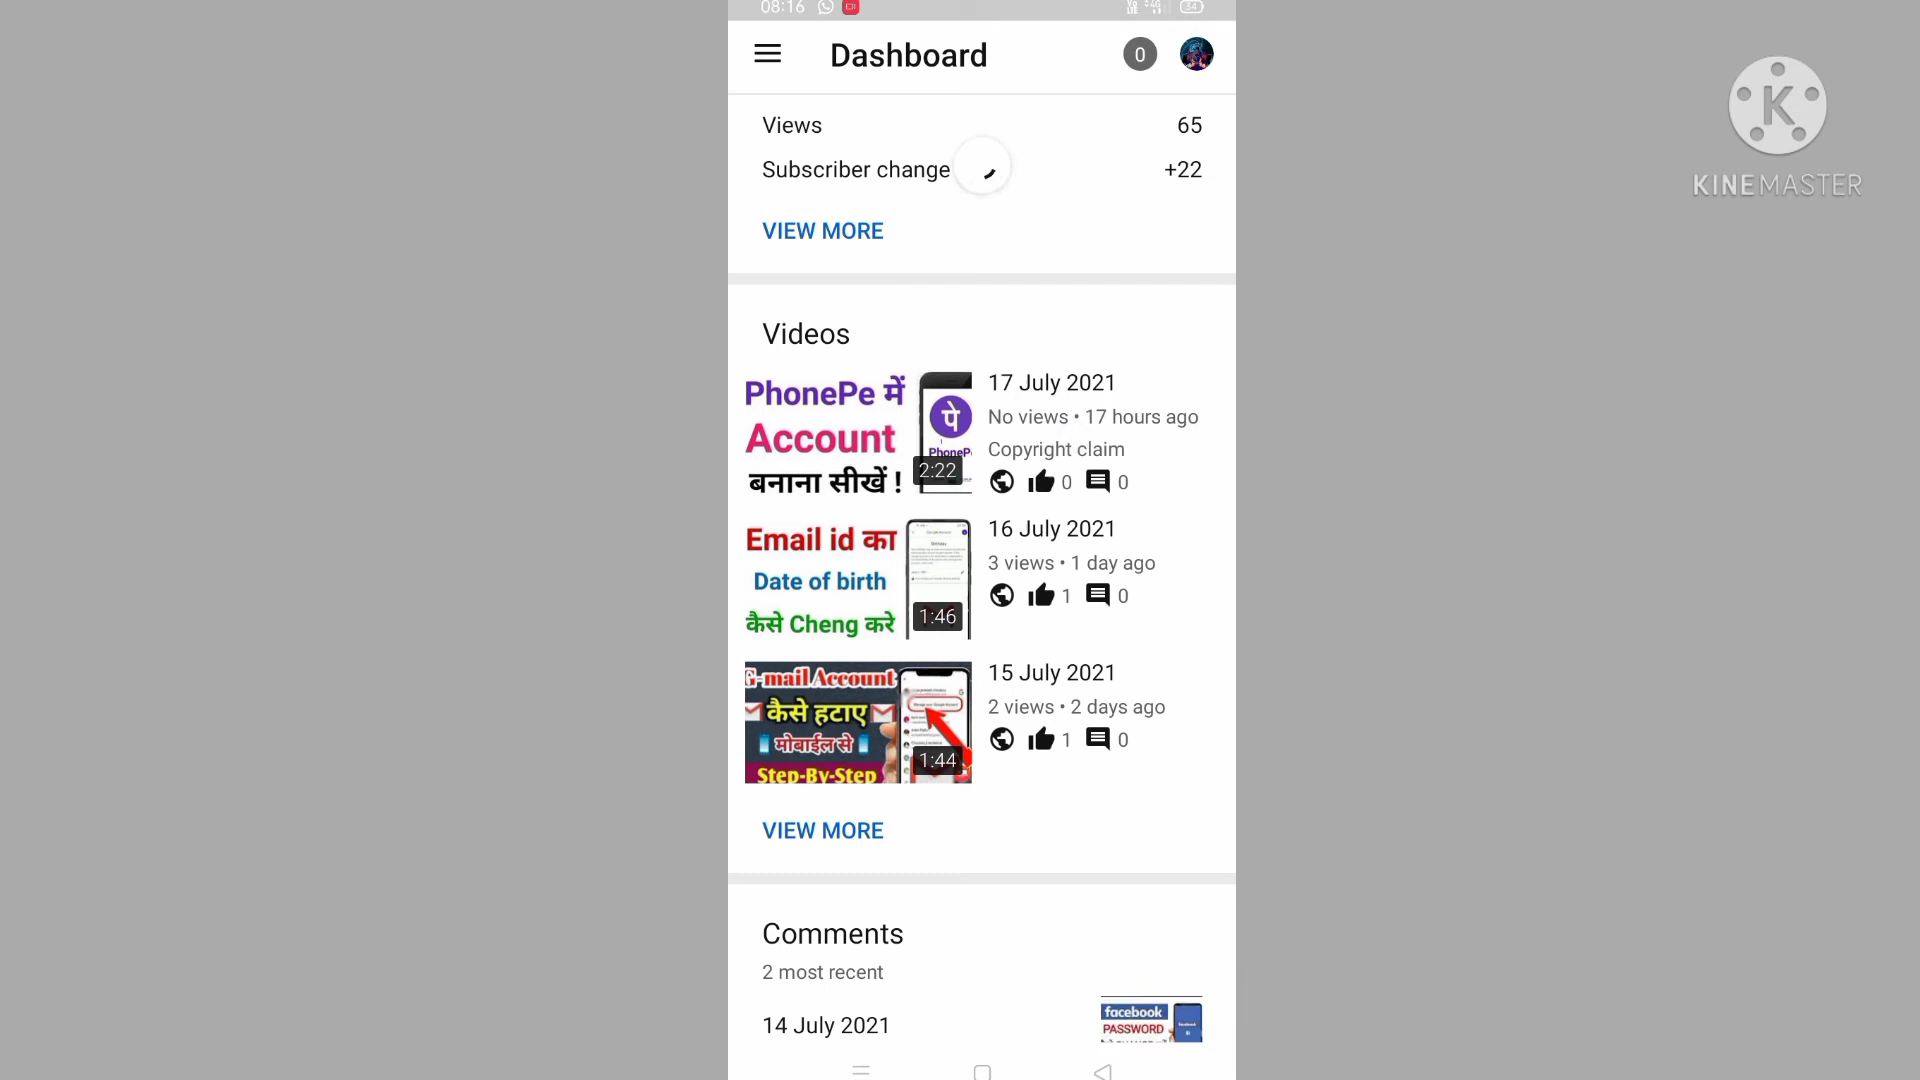 08:16
34
Dashboard
0
KINEMASTER
Views 65
Subscriber change +22
VIEW MORE
Videos
PhonePe में
Account
बनाना सीखें !
पे
PhoneP
2:22
17 July 2021
No views • 17 hours ago
Copyright claim
0 0
Email id का
Date of birth
कैसे Cheng करे
1:46
16 July 2021
3 views • 1 day ago
1 0
G-mail Account
कैसे हटाए
मोबाईल से
Step-By-Step
1:44
15 July 2021
2 views • 2 days ago
1 0
VIEW MORE
Comments
2 most recent
14 July 2021
facebook
PASSWORD